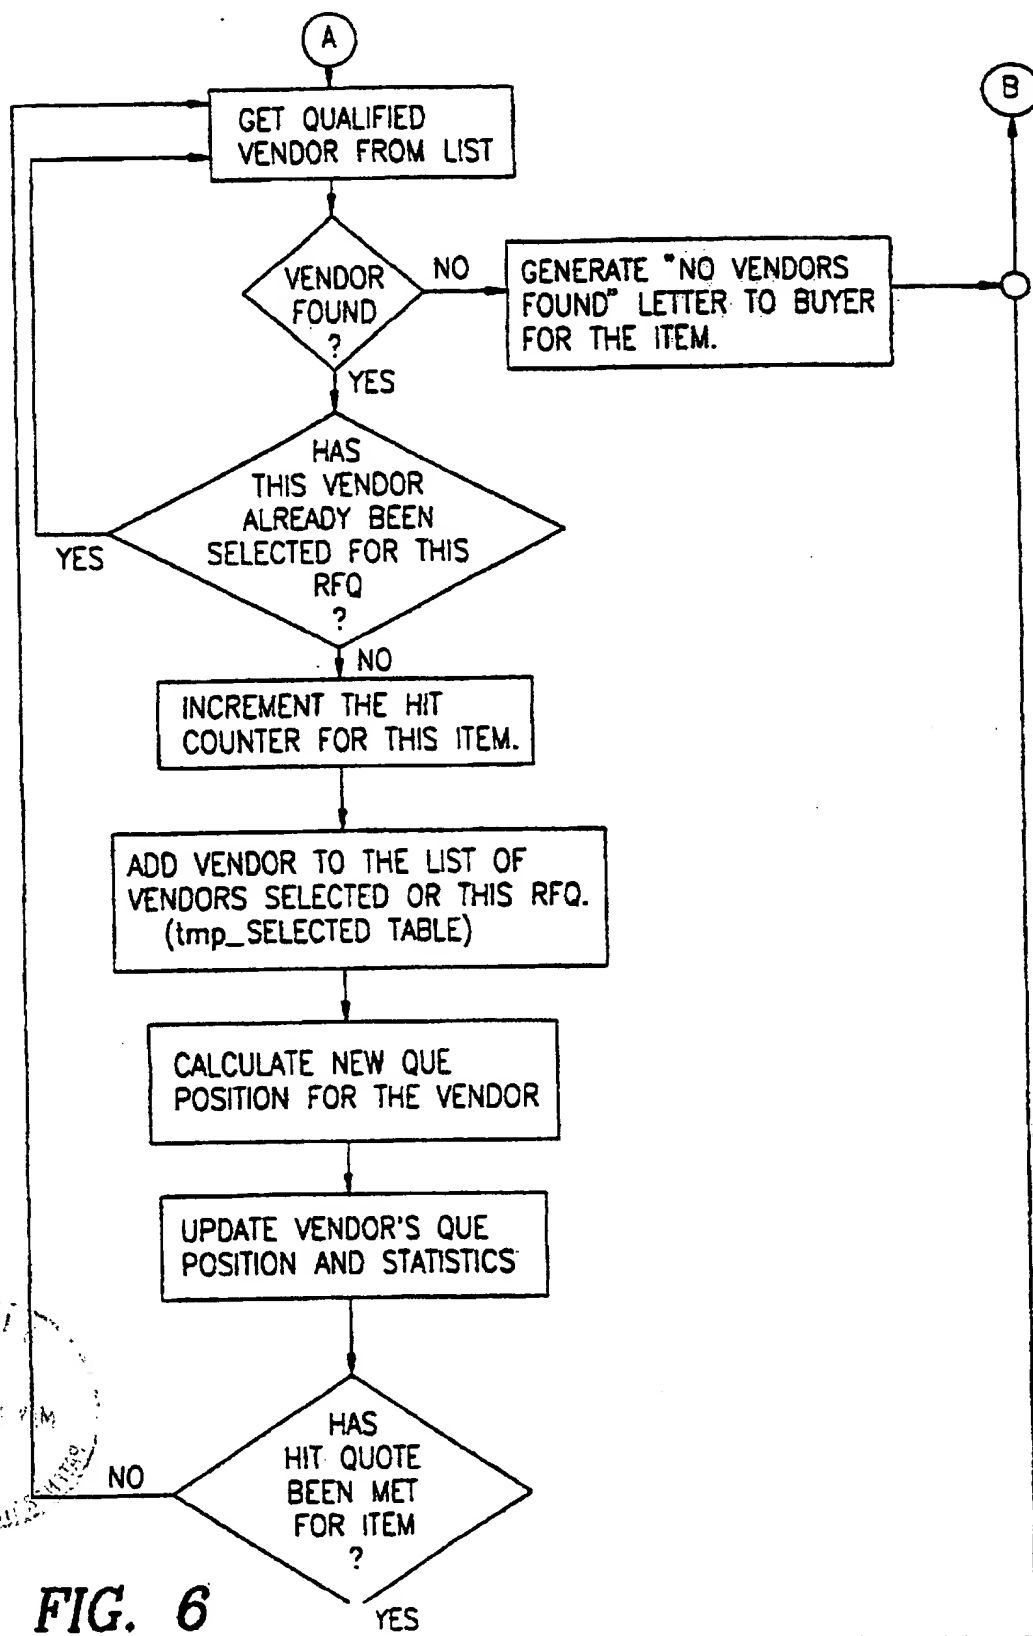 A
B
GET QUALIFIED
VENDOR FROM LIST
VENDOR
FOUND
?
NO
GENERATE "NO VENDORS
FOUND" LETTER TO BUYER
FOR THE ITEM.
YES
HAS
THIS VENDOR
ALREADY BEEN
SELECTED FOR THIS
RFQ
?
YES
NO
INCREMENT THE HIT
COUNTER FOR THIS ITEM.
ADD VENDOR TO THE LIST OF
VENDORS SELECTED OR THIS RFQ.
(tmp_SELECTED TABLE)
CALCULATE NEW QUE
POSITION FOR THE VENDOR
UPDATE VENDOR'S QUE
POSITION AND STATISTICS
HAS
HIT QUOTE
BEEN MET
FOR ITEM
?
NO
YES
FIG. 6